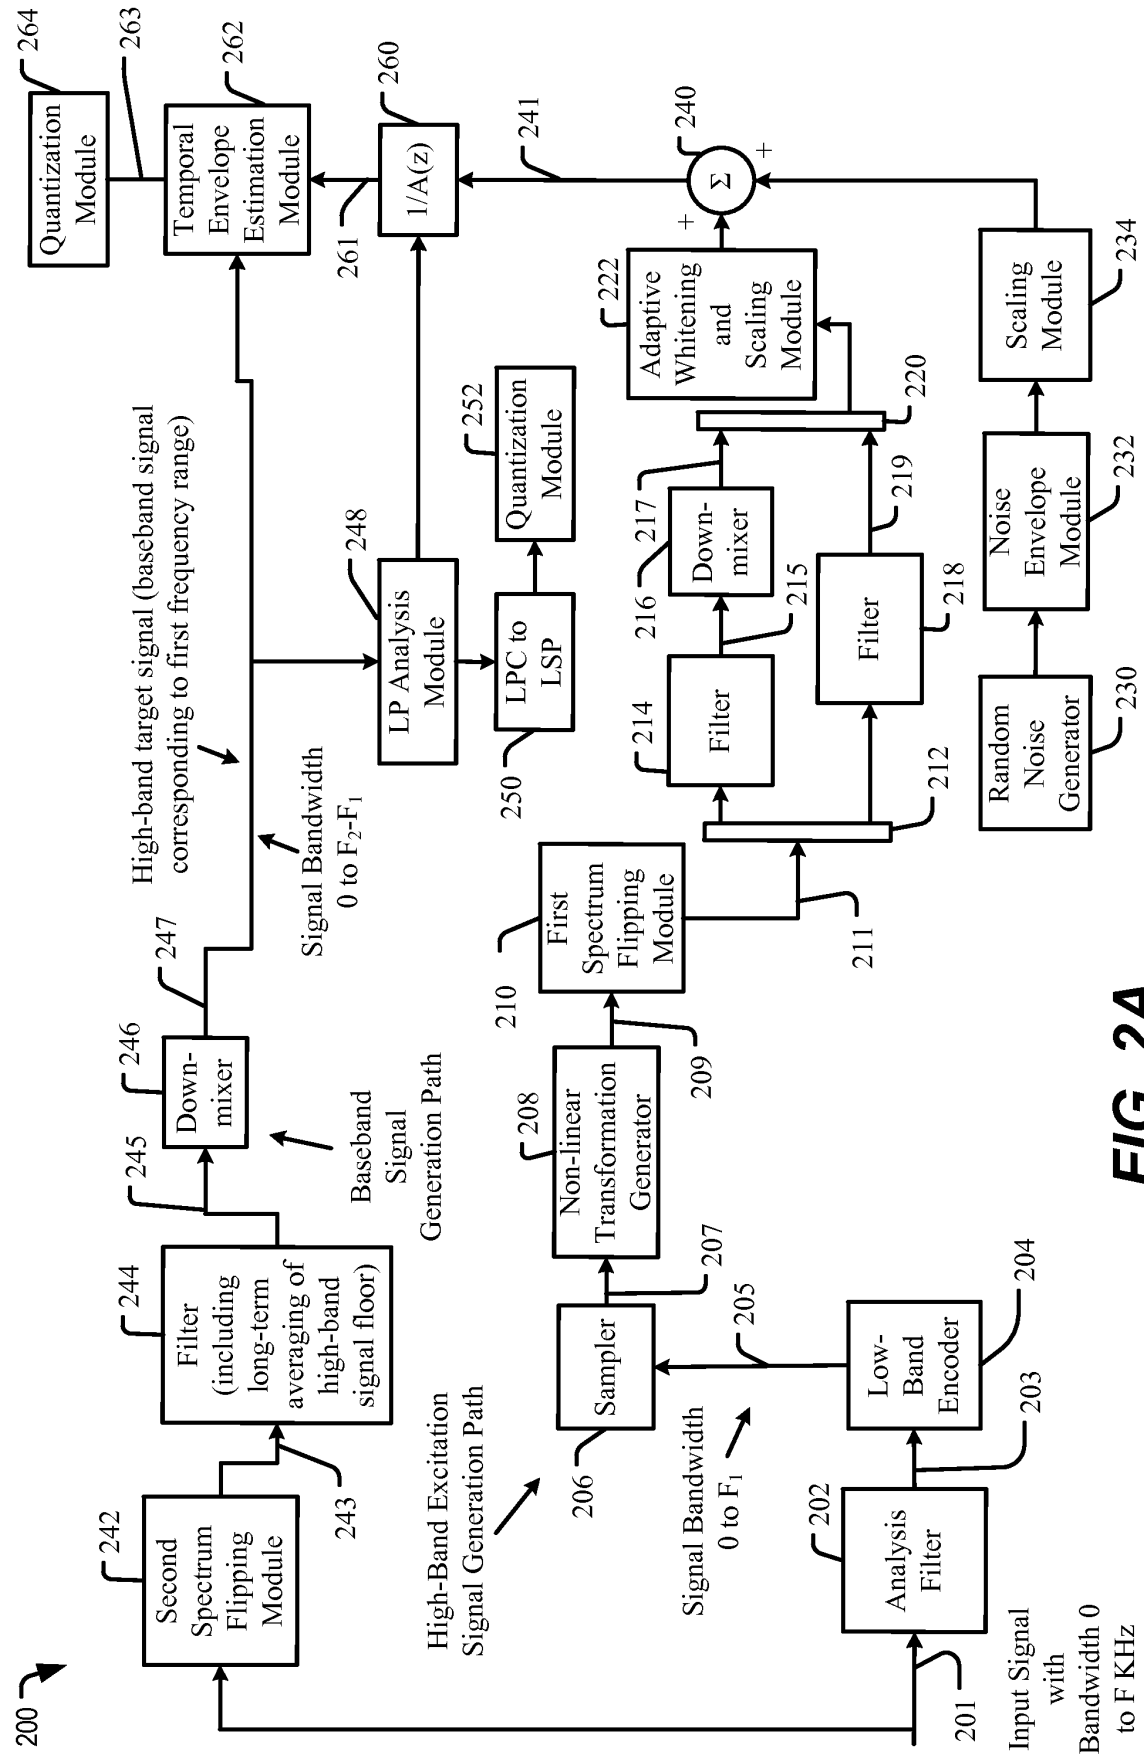 200
Input Signal
with
Bandwidth 0
to F KHz
201
242
Second
Spectrum
Flipping
Module
243
244
Filter
(including
long-term
averaging of
high-band
signal floor)
245
246
Down-
mixer
247
Baseband
Signal
Generation Path
High-band target signal (baseband signal
corresponding to first frequency range)
Signal Bandwidth
0 to F2-F1
248
LP Analysis
Module
250
LPC to
LSP
252
Quantization
Module
260
1/A(z)
261
262
Temporal
Envelope
Estimation
Module
263
264
Quantization
Module
202
Analysis
Filter
203
204
Low-
Band
Encoder
205
Signal Bandwidth
0 to F1
High-Band Excitation
Signal Generation Path
206
Sampler
207
208
Non-linear
Transformation
Generator
209
210
First
Spectrum
Flipping
Module
211
212
214
Filter
215
216
Down-
mixer
217
218
Filter
219
220
222
Adaptive
Whitening
and
Scaling
Module
230
Random
Noise
Generator
232
Noise
Envelope
Module
234
Scaling
Module
240
Σ
+
+
241
FIG. 2A